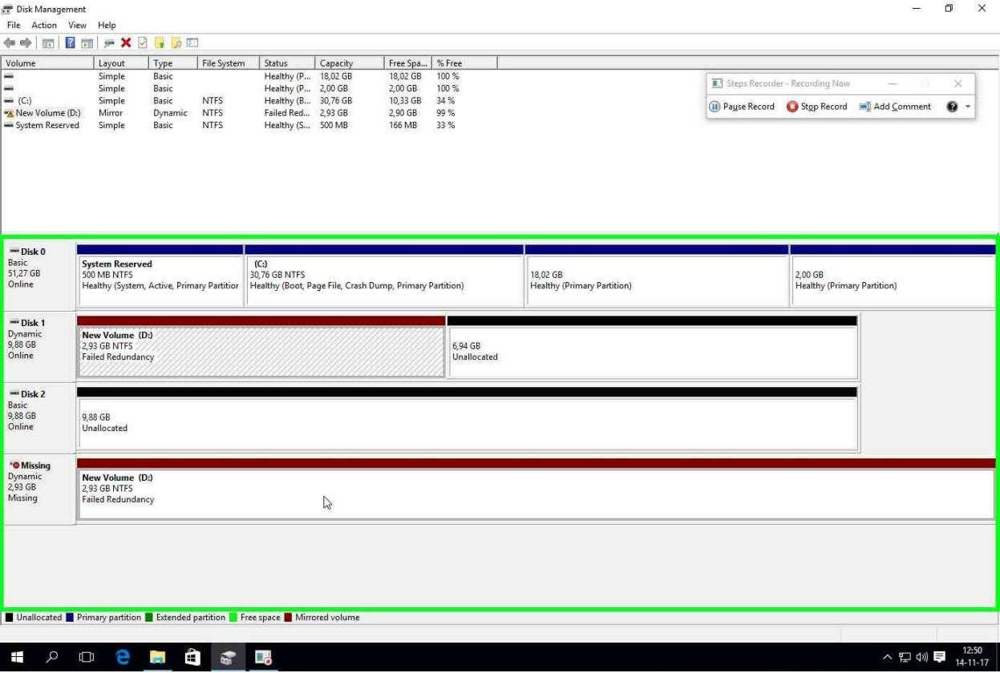 Disk Management
File Action View Help
Volume Layout Type File System Status Capacity Free Spa... % Free
Simple Basic Healthy (P... 18,02 GB 18,02 GB 100 %
Simple Basic Healthy (P... 2,00 GB 2,00 GB 100 %
(C:) Simple Basic NTFS Healthy (B... 30,76 GB 10,33 GB 34 %
New Volume (D:) Mirror Dynamic NTFS Failed Red... 2,93 GB 2,90 GB 99 %
System Reserved Simple Basic NTFS Healthy (S... 500 MB 166 MB 33 %
Steps Recorder - Recording Now
Pause Record Stop Record Add Comment
Disk 0
Basic
51,27 GB
Online
System Reserved
500 MB NTFS
Healthy (System, Active, Primary Partitior
(C:)
30,76 GB NTFS
Healthy (Boot, Page File, Crash Dump, Primary Partition)
18,02 GB
Healthy (Primary Partition)
2,00 GB
Healthy (Primary Partition)
Disk 1
Dynamic
9,88 GB
Online
New Volume (D:)
2,93 GB NTFS
Failed Redundancy
6,94 GB
Unallocated
Disk 2
Basic
9,88 GB
Online
9,88 GB
Unallocated
Missing
Dynamic
2,93 GB
Missing
New Volume (D:)
2,93 GB NTFS
Failed Redundancy
Unallocated Primary partition Extended partition Free space Mirrored volume
12:50
14-11-17